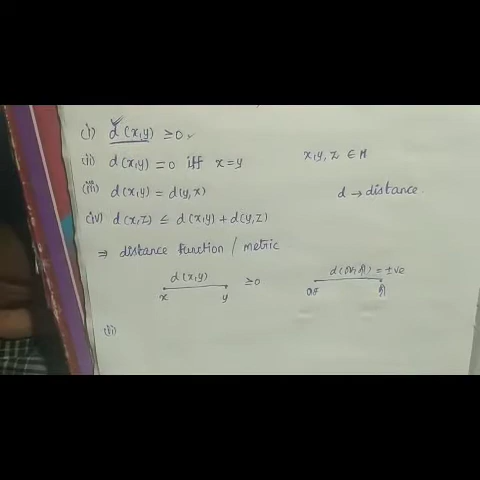 (i) d(x,y) ≥0
(ii) d(x,y) = 0 iff x=y x,y,z ∈ M
(iii) d(x,y) = d(y,x) d → distance.
(iv) d(x,z) ≤ d(x,y) + d(y,z)
⇒ distance function / metric
d(x,y) ≥0
x y
= +ve
(ii)